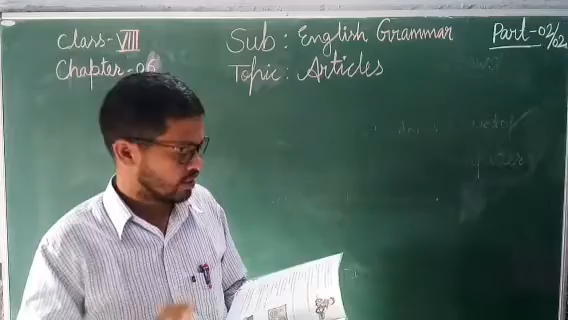 Class-VIII Sub: English Grammar Part-02/02
Chapter-06 Topic: Articles